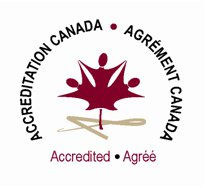 ACCREDITATION CANADA • AGRÉMENT CANADA
Accredited • Agréé